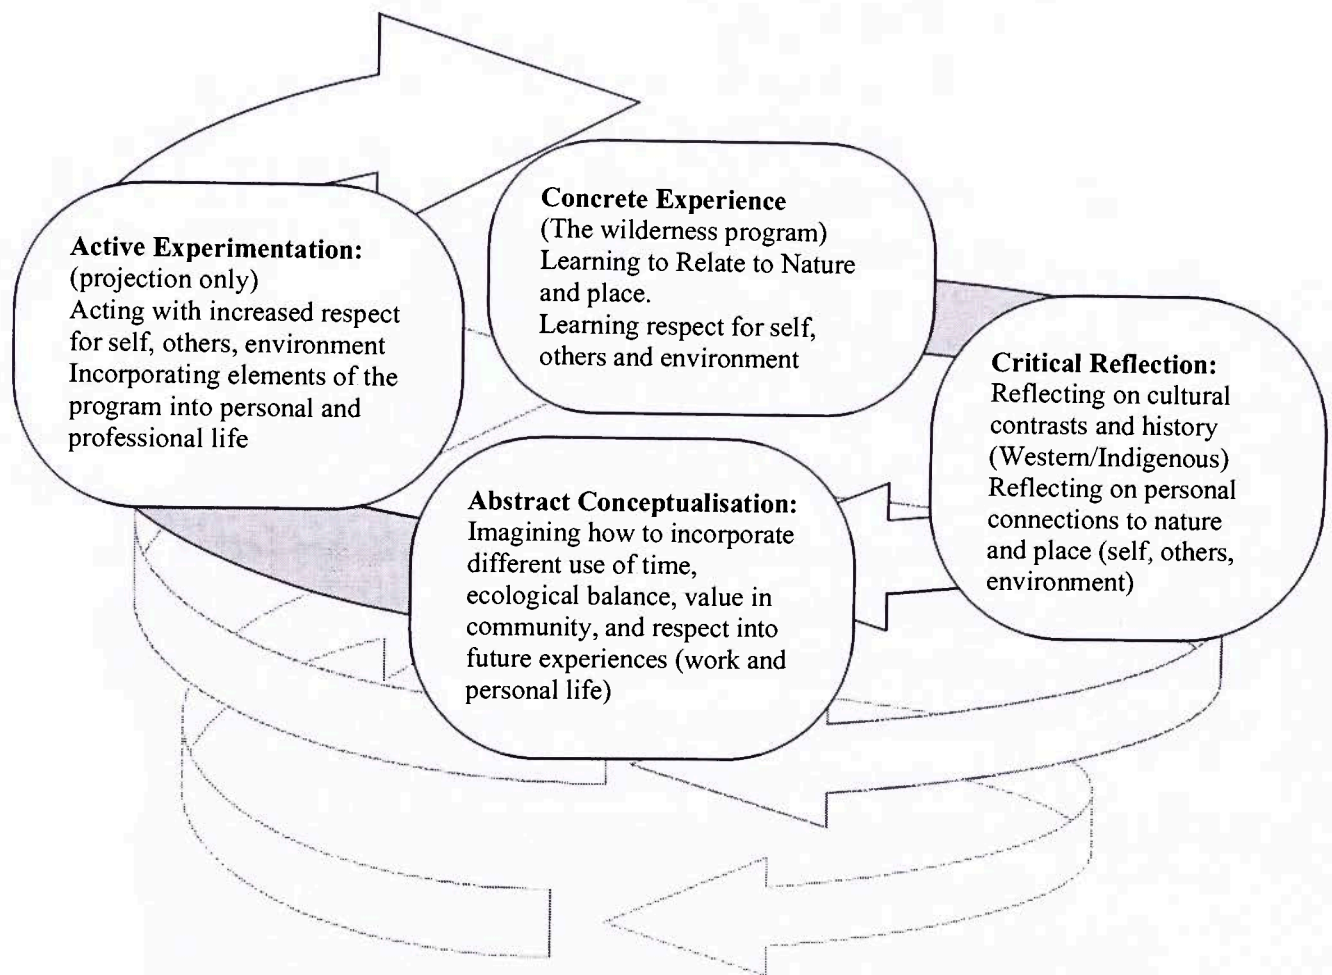 Concrete Experience
(The wilderness program)
Learning to Relate to Nature
and place.
Learning respect for self,
others and environment
Critical Reflection:
Reflecting on cultural
contrasts and history
(Western/Indigenous)
Reflecting on personal
connections to nature
and place (self, others,
environment)
Abstract Conceptualisation:
Imagining how to incorporate
different use of time,
ecological balance, value in
community, and respect into
future experiences (work and
personal life)
Active Experimentation:
(projection only)
Acting with increased respect
for self, others, environment
Incorporating elements of the
program into personal and
professional life